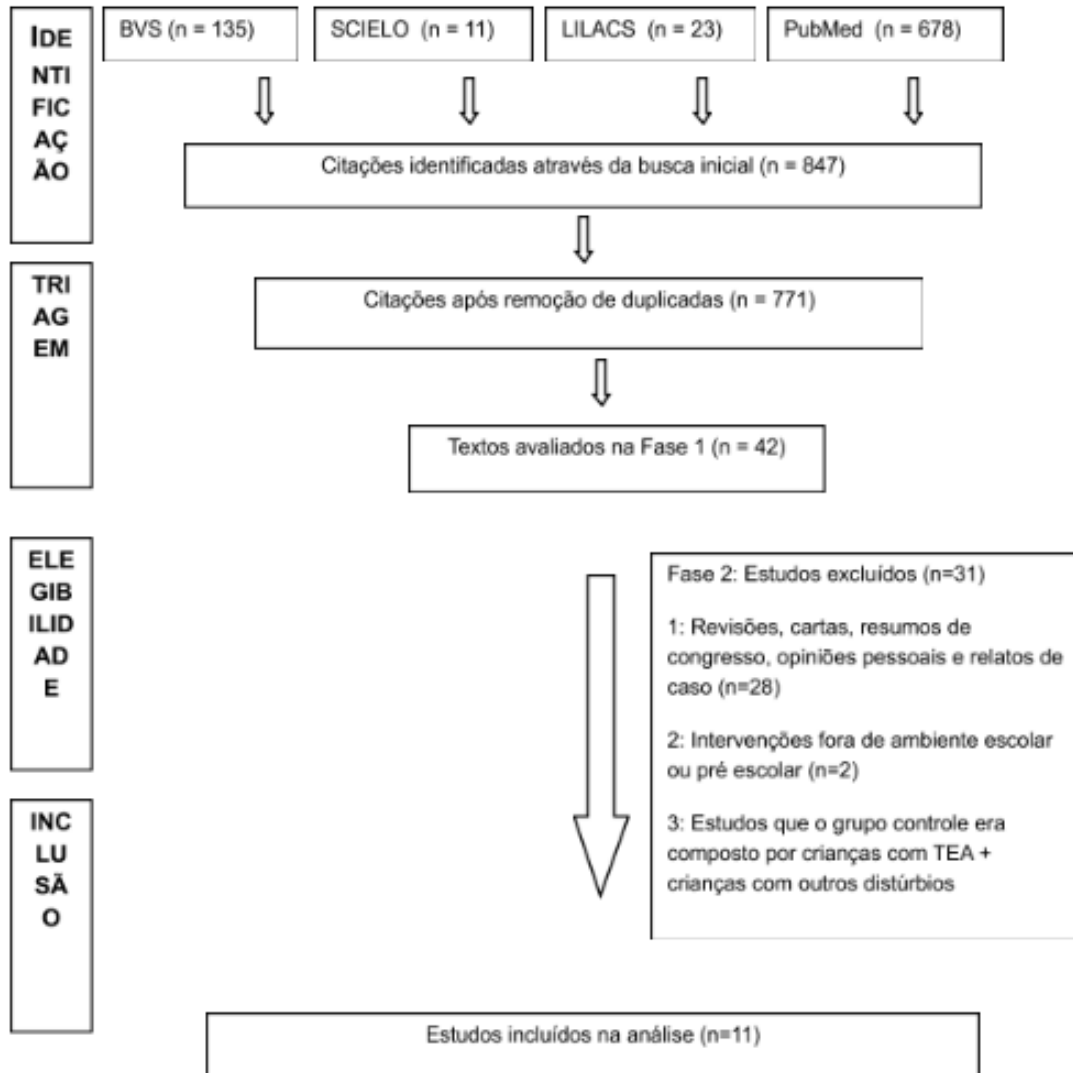 IDE
NTI
FIC
AÇ
ÃO
BVS (n = 135)
SCIELO (n = 11)
LILACS (n = 23)
PubMed (n = 678)
Citações identificadas através da busca inicial (n = 847)
TRI
AG
EM
Citações após remoção de duplicadas (n = 771)
Textos avaliados na Fase 1 (n = 42)
ELE
GIB
ILID
AD
E
Fase 2: Estudos excluídos (n=31)
1: Revisões, cartas, resumos de
congresso, opiniões pessoais e relatos de
caso (n=28)
2: Intervenções fora de ambiente escolar
ou pré escolar (n=2)
3: Estudos que o grupo controle era
composto por crianças com TEA +
crianças com outros distúrbios
INC
LU
SÃ
O
Estudos incluídos na análise (n=11)